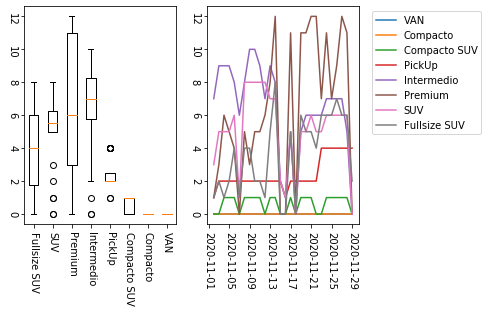 12
10
8
6
4
2
0
Fullsize SUV
SUV
Premium
Intermedio
PickUp
Compacto SUV
Compacto
VAN
12
10
8
6
4
2
0
2020-11-01
2020-11-05
2020-11-09
2020-11-13
2020-11-17
2020-11-21
2020-11-25
2020-11-29
VAN
Compacto
Compacto SUV
PickUp
Intermedio
Premium
SUV
Fullsize SUV